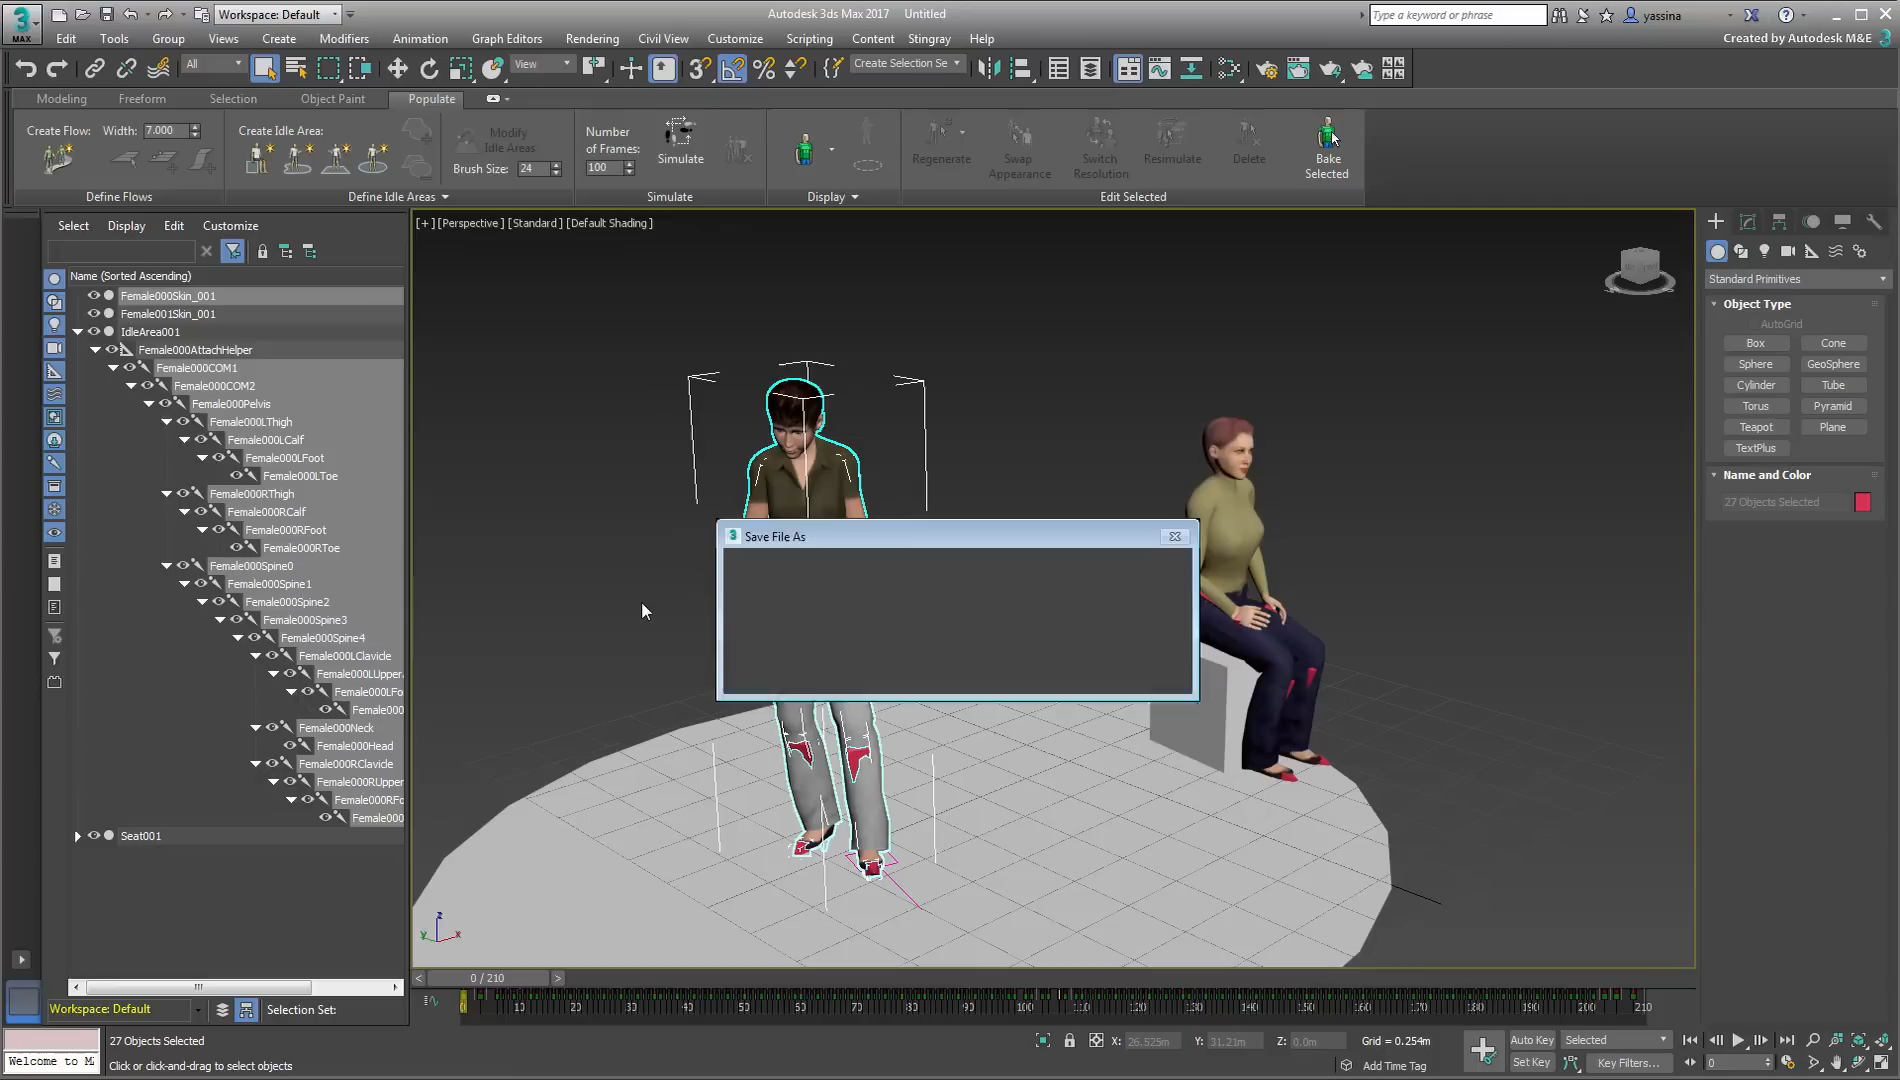 Workspace: Default
Autodesk 3ds Max 2017 Untitled
Type a keyword or phrase
yassina
MAX
Edit Tools Group Views Create Modifiers Animation Graph Editors Rendering Civil View Customize Scripting Content Stingray Help
Created by Autodesk M&E
All
View
Create Selection Se
Modeling Freeform Selection Object Paint Populate
Create Flow: Width: 7.000
Create Idle Area:
Modify
Idle Areas
Brush Size: 24
Number
of Frames:
100
Simulate
Regenerate
Swap
Appearance
Switch
Resolution
Resimulate
Delete
Bake
Selected
Define Flows
Define Idle Areas
Simulate
Display
Edit Selected
Select Display Edit Customize
[+] [Perspective] [Standard] [Default Shading]
Name (Sorted Ascending)
Female000Skin_001
Female001Skin_001
IdleArea001
Female000AttachHelper
Female000COM1
Female000COM2
Female000Pelvis
Female000LThigh
Female000LCalf
Female000LFoot
Female000LToe
Female000RThigh
Female000RCalf
Female000RFoot
Female000RToe
Female000Spine0
Female000Spine1
Female000Spine2
Female000Spine3
Female000Spine4
Female000LClavicle
Female000LUpper
Female000LFo
Female000
Female000Neck
Female000Head
Female000RClavicle
Female000RUpper
Female000RFo
Female000
Seat001
Save File As
Standard Primitives
Object Type
AutoGrid
Box Cone
Sphere GeoSphere
Cylinder Tube
Torus Pyramid
Teapot Plane
TextPlus
Name and Color
27 Objects Selected
z
y x
0 / 210
0 10 20 30 40 50 60 70 80 90 100 110 120 130 140 150 160 170 180 190 200 210
Workspace: Default
Selection Set:
27 Objects Selected
Welcome to MA
Click or click-and-drag to select objects
X: 26.525m Y: 31.21m Z: 0.0m Grid = 0.254m
Add Time Tag
Auto Key Selected
Set Key Key Filters...
0